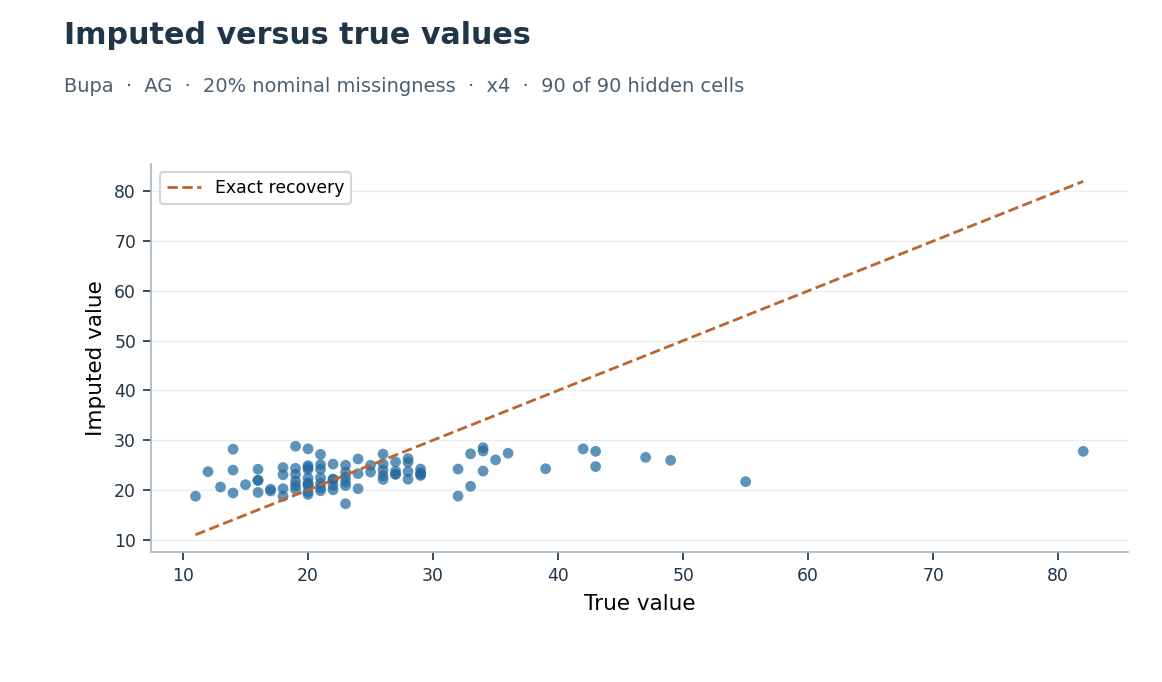 Imputed versus true values
Bupa · AG · 20% nominal missingness · x4 · 90 of 90 hidden cells
Exact recovery
80
70
60
50
40
30
20
10
Imputed value
10 20 30 40 50 60 70 80
True value